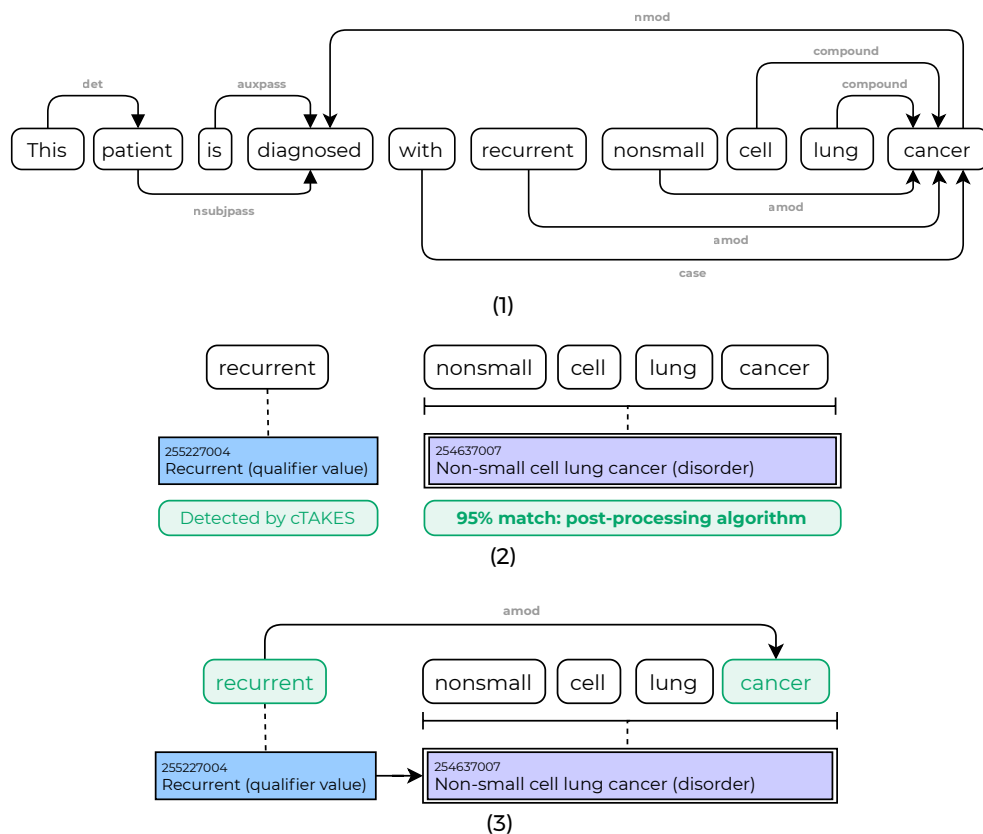 nmod
compound
det auxpass compound
This patient is diagnosed with recurrent nonsmall cell lung cancer
amod
nsubjpass
amod
case
(1)
recurrent nonsmall cell lung cancer
255227004
Recurrent (qualifier value)
254637007
Non-small cell lung cancer (disorder)
Detected by cTAKES
95% match: post-processing algorithm
(2)
amod
recurrent nonsmall cell lung cancer
255227004
Recurrent (qualifier value)
254637007
Non-small cell lung cancer (disorder)
(3)